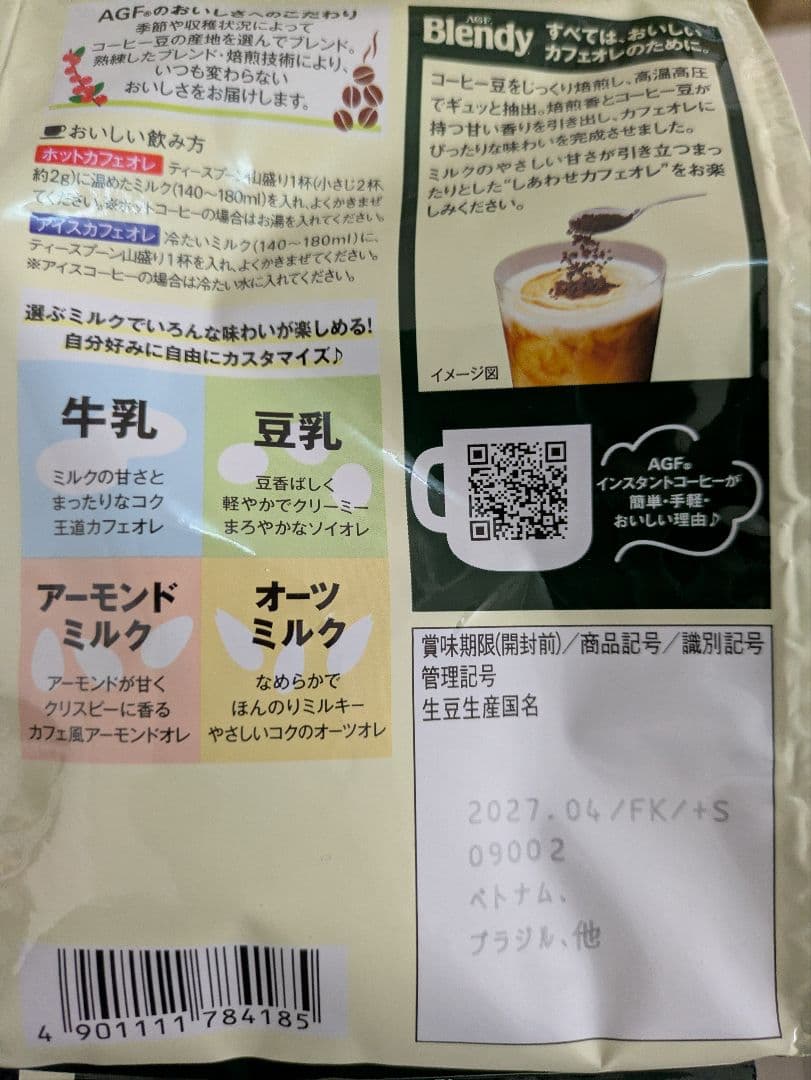 AGF®のおいしさへのこだわり
季節や収穫状況によって
コーヒー豆の産地を選んでブレンド。
熟練したブレンド・焙煎技術により、
いつも変わらない
おいしさをお届けします。
おいしい飲み方
ホットカフェオレ ティースプーン山盛り1杯(小さじ2杯、
約2g)に温めたミルク(140～180ml)を入れ、よくかきまぜ
てください。※ホットコーヒーの場合はお湯を入れてください。
アイスカフェオレ 冷たいミルク(140～180ml)に、
ティースプーン山盛り1杯を入れ、よくかきまぜてください。
※アイスコーヒーの場合は冷たい水に入れてください。
選ぶミルクでいろんな味わいが楽しめる!
自分好みに自由にカスタマイズ♪
牛乳
ミルクの甘さと
まったりなコク
王道カフェオレ
豆乳
豆香ばしく
軽やかでクリーミー
まろやかなソイオレ
アーモンド
ミルク
アーモンドが甘く
クリスピーに香る
カフェ風アーモンドオレ
オーツ
ミルク
なめらかで
ほんのりミルキー
やさしいコクのオーツオレ
4 901111 784185
AGF
Blendy
すべては、おいしい
カフェオレのために。
コーヒー豆をじっくり焙煎し、高温高圧
でギュッと抽出。焙煎香とコーヒー豆が
持つ甘い香りを引き出し、カフェオレに
ぴったりな味わいを完成させました。
ミルクのやさしい甘さが引き立つまっ
たりとした“しあわせカフェオレ”をお楽
しみください。
イメージ図
AGF®
インスタントコーヒーが
簡単・手軽・
おいしい理由♪
賞味期限(開封前)/商品記号/識別記号
管理記号
生豆生産国名
2027.04/FK/+S
09002
ベトナム、
ブラジル、他